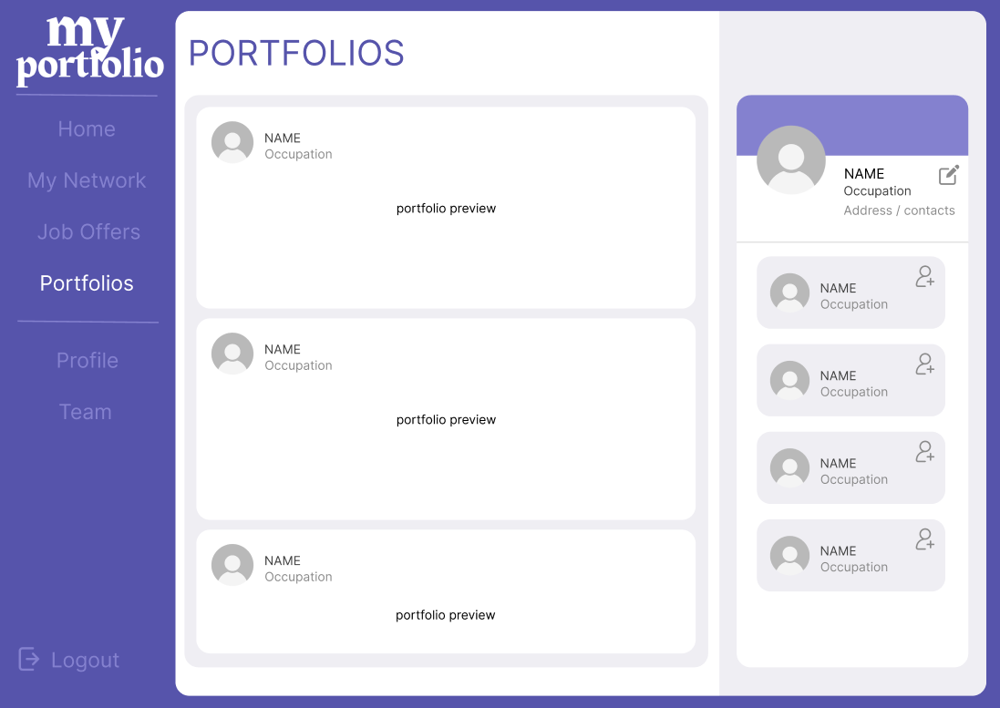 my
portfolio
Home
My Network
Job Offers
Portfolios
Profile
Team
Logout
PORTFOLIOS
NAME
Occupation
portfolio preview
NAME
Occupation
portfolio preview
NAME
Occupation
portfolio preview
NAME
Occupation
Address / contacts
NAME
Occupation
NAME
Occupation
NAME
Occupation
NAME
Occupation